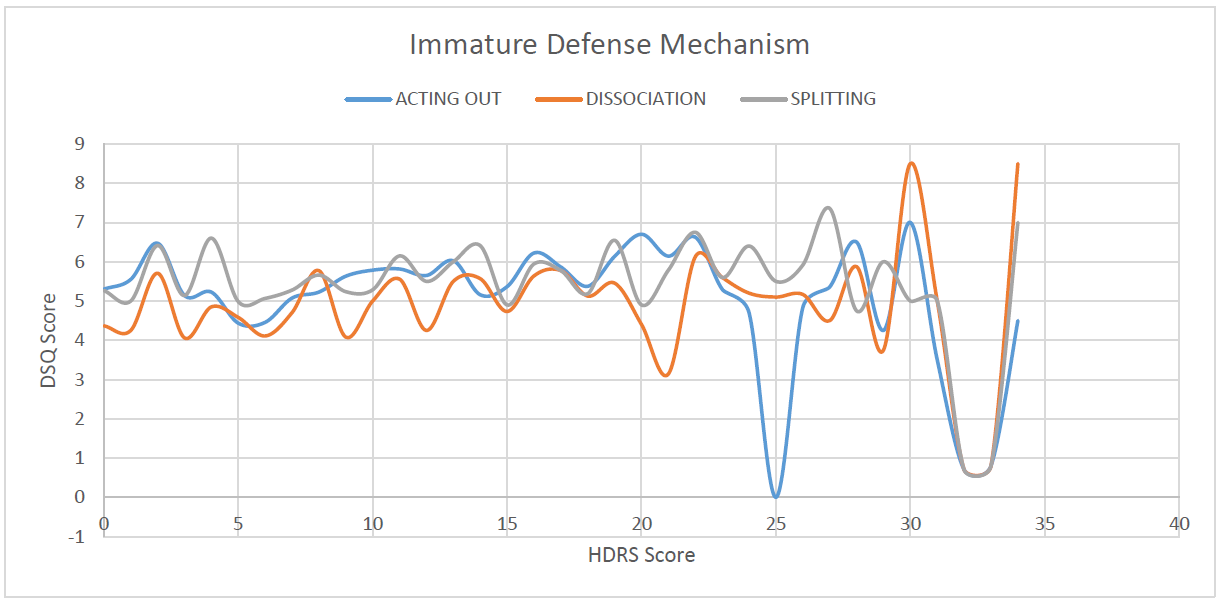 Immature Defense Mechanism
ACTING OUT DISSOCIATION SPLITTING
9
8
7
6
5
4
3
2
1
0
-1
DSQ Score
0 5 10 15 20 25 30 35 40
HDRS Score